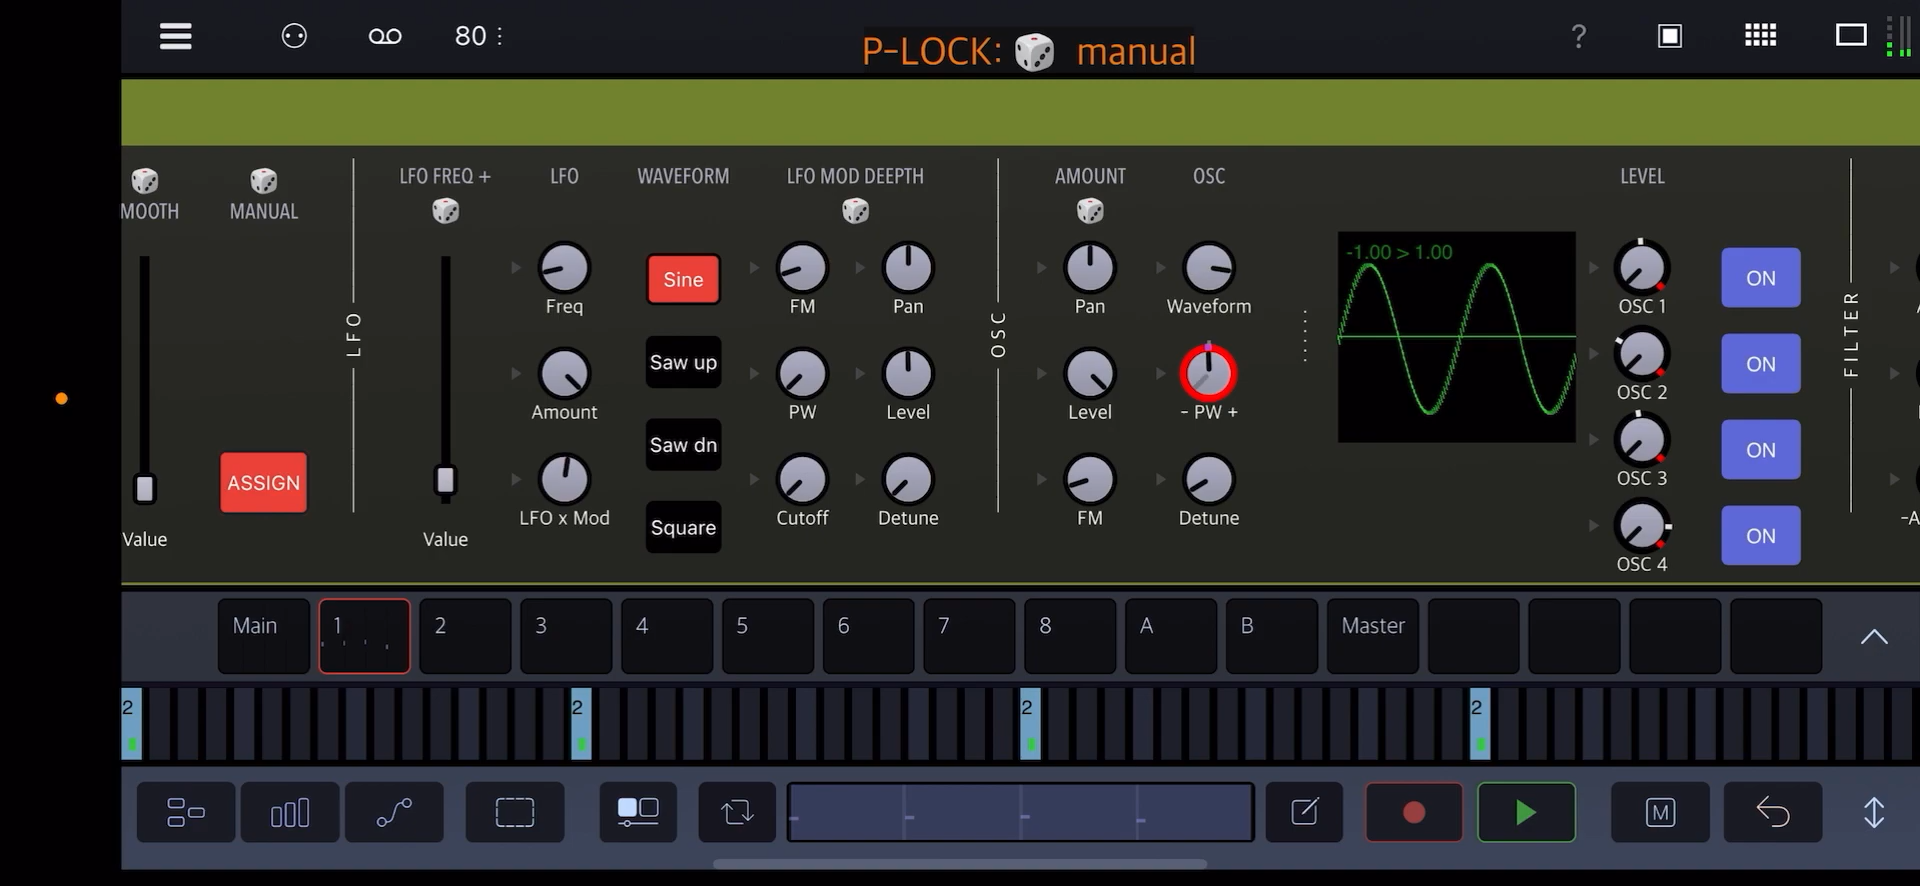 80
P-LOCK: manual
?
MOOTH
MANUAL
LFO FREQ +
LFO
WAVEFORM
LFO MOD DEEPTH
AMOUNT
OSC
LEVEL
-1.00 > 1.00
Freq
Sine
FM
Pan
Pan
Waveform
OSC 1
ON
LFO
OSC
FILTER
Saw up
Amount
PW
Level
Level
- PW +
OSC 2
ON
Saw dn
OSC 3
ON
ASSIGN
LFO x Mod
Square
Cutoff
Detune
FM
Detune
OSC 4
ON
-A
Value
Value
Main
1
2
3
4
5
6
7
8
A
B
Master
2
2
2
2
M